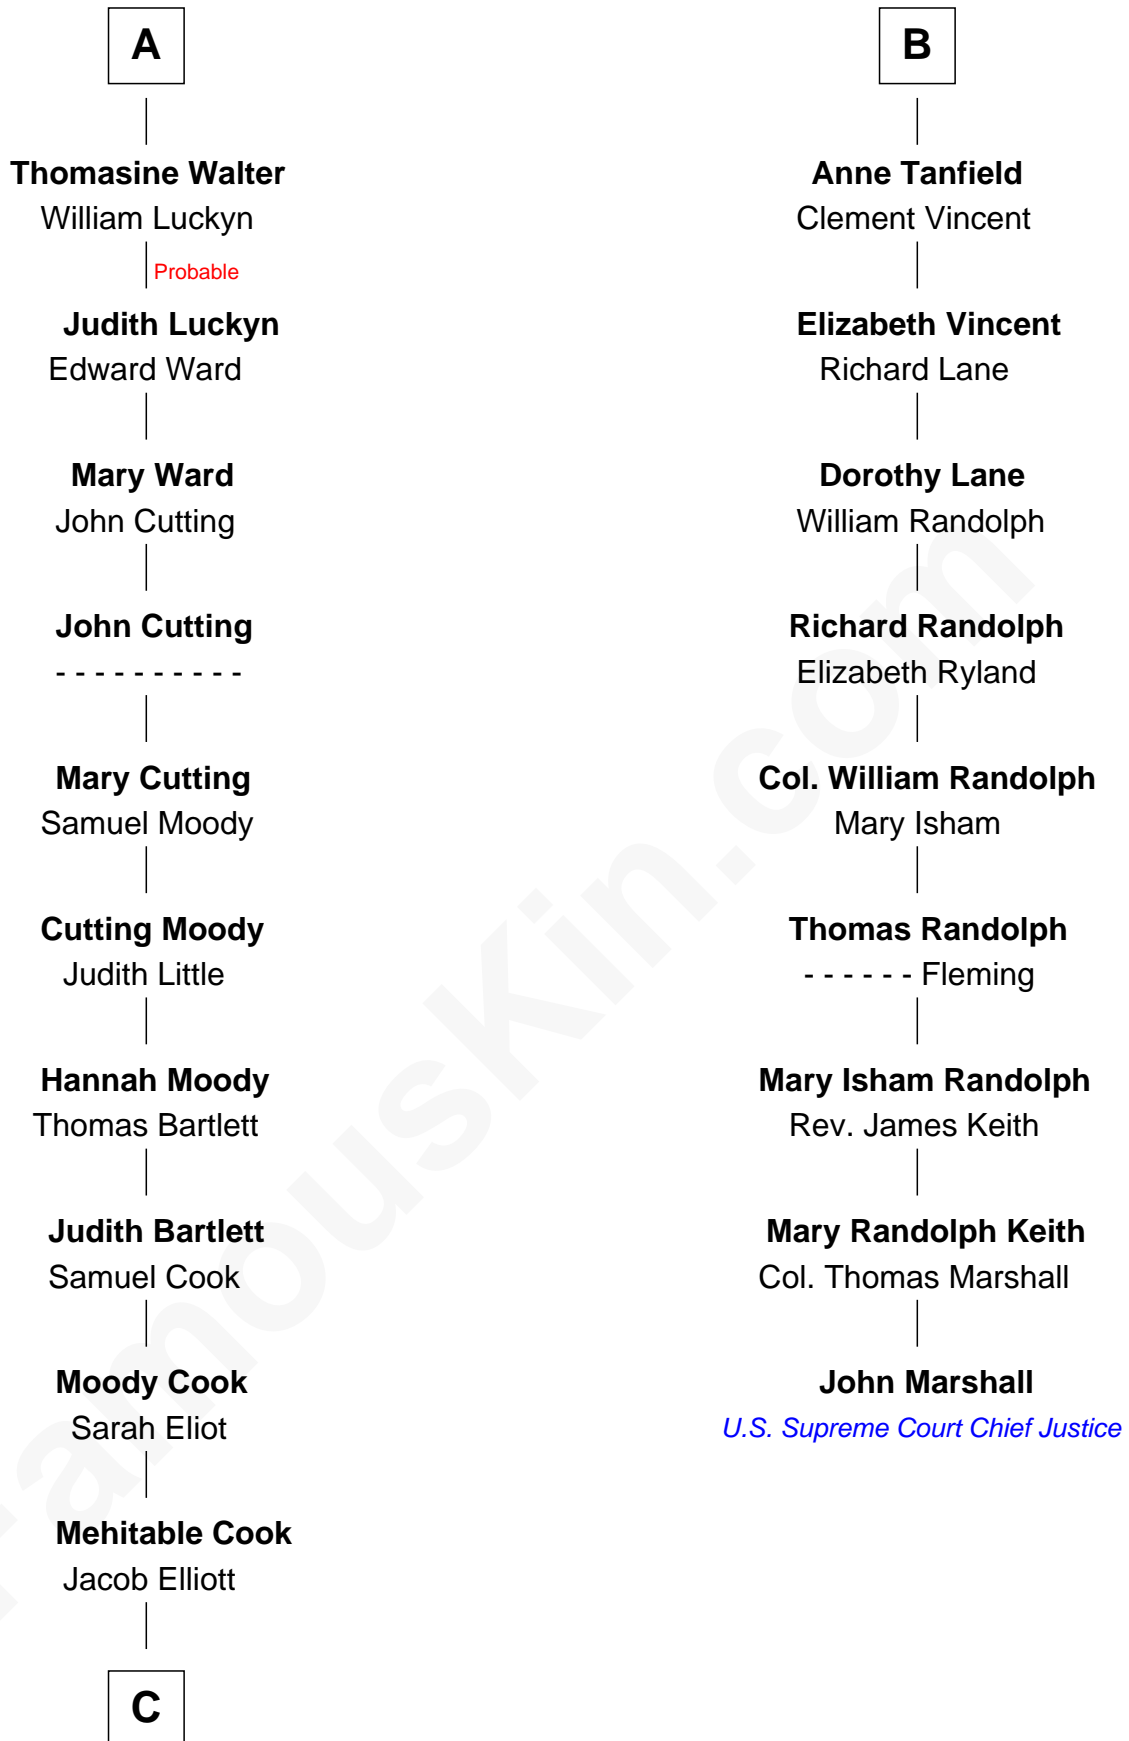 A
Thomasine Walter
William Luckyn
Probable
Judith Luckyn
Edward Ward
Mary Ward
John Cutting
John Cutting
- - - - - - - - - -
Mary Cutting
Samuel Moody
Cutting Moody
Judith Little
Hannah Moody
Thomas Bartlett
Judith Bartlett
Samuel Cook
Moody Cook
Sarah Eliot
Mehitable Cook
Jacob Elliott
C
B
Anne Tanfield
Clement Vincent
Elizabeth Vincent
Richard Lane
Dorothy Lane
William Randolph
Richard Randolph
Elizabeth Ryland
Col. William Randolph
Mary Isham
Thomas Randolph
- - - - - - Fleming
Mary Isham Randolph
Rev. James Keith
Mary Randolph Keith
Col. Thomas Marshall
John Marshall
U.S. Supreme Court Chief Justice
FamousKin.com